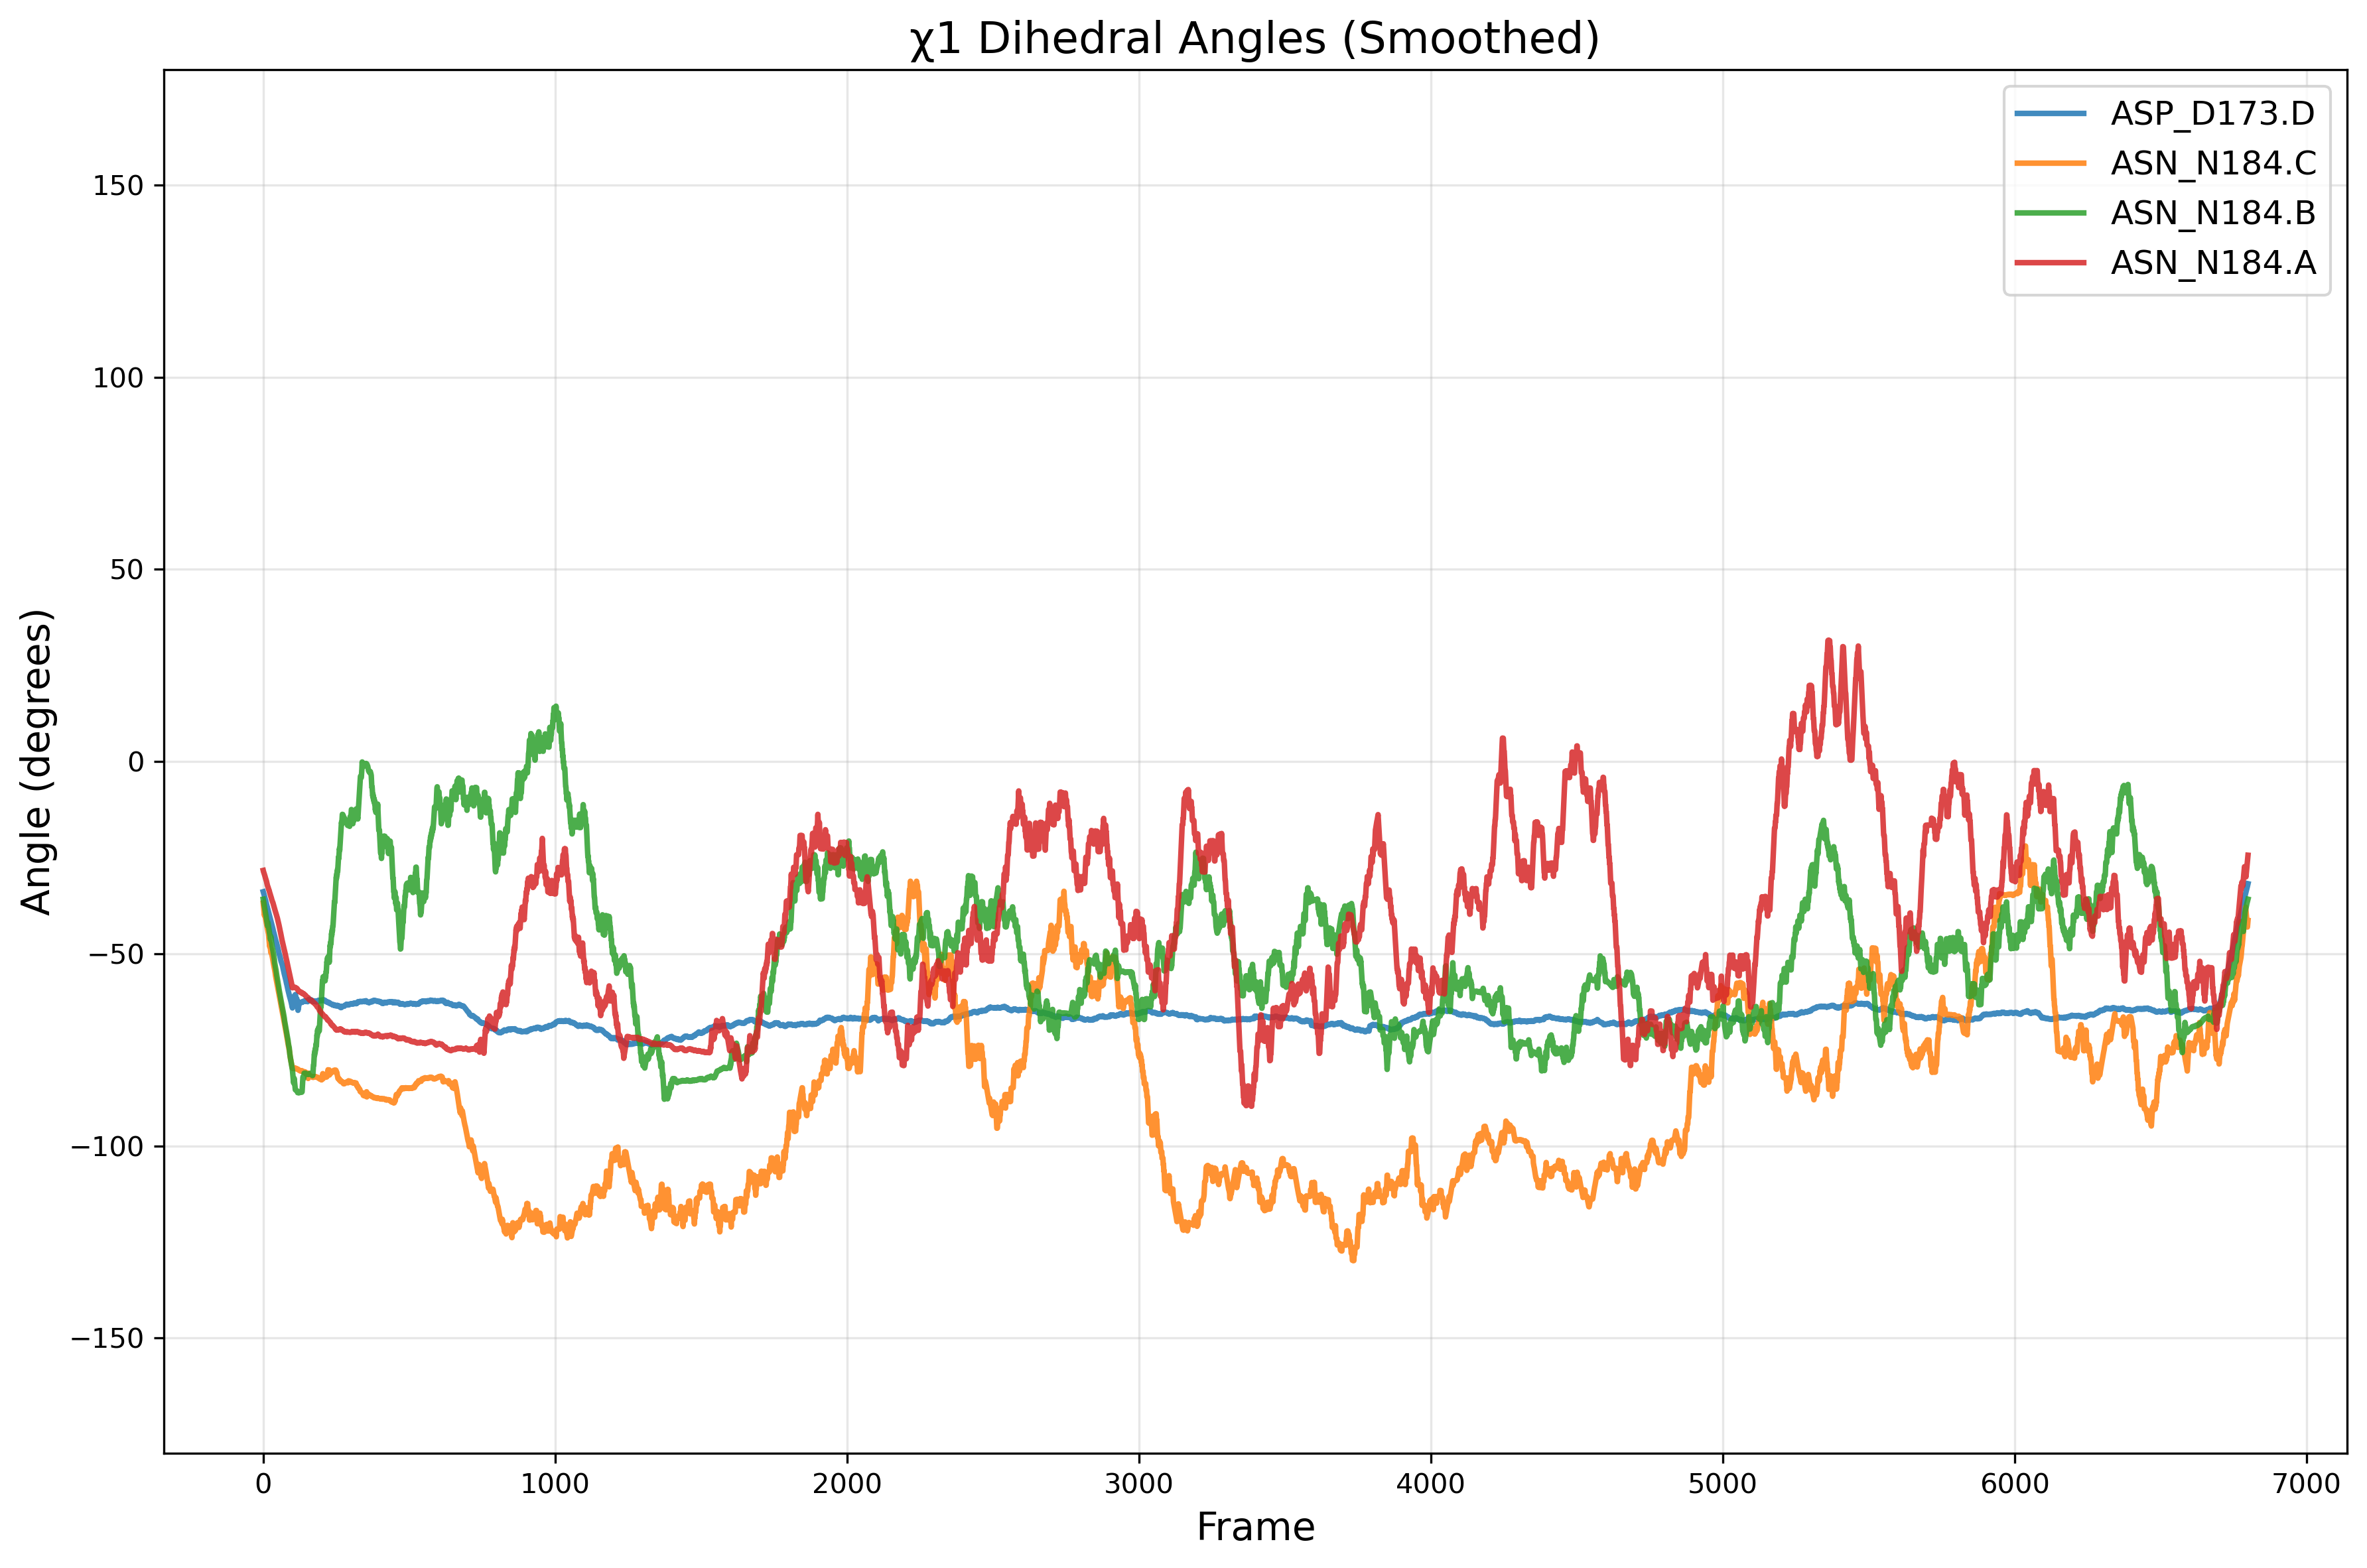 χ1 Dihedral Angles (Smoothed)
ASP_D173.D
ASN_N184.C
ASN_N184.B
ASN_N184.A
Angle (degrees)
150
100
50
0
−50
−100
−150
0 1000 2000 3000 4000 5000 6000 7000
Frame